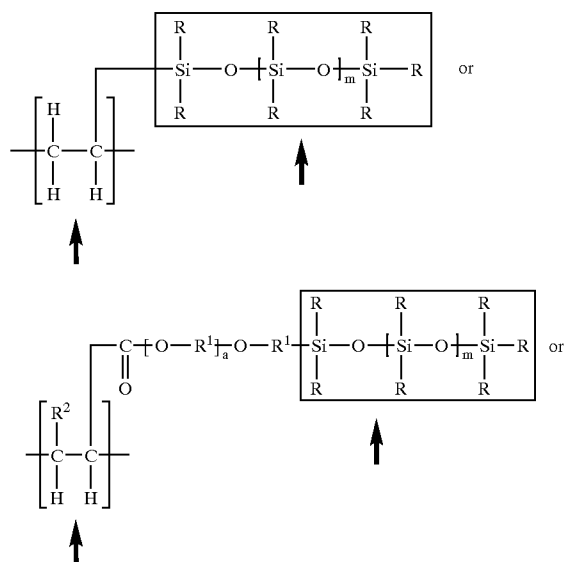 R R R
Si—O—[Si—O]m—Si—R or
R R R
H
—[C—C]—
H H
R R R
C—[O—R¹]a—O—R¹—Si—O—[Si—O]m—Si—R or
O R R R
R²
—[C—C]—
H H